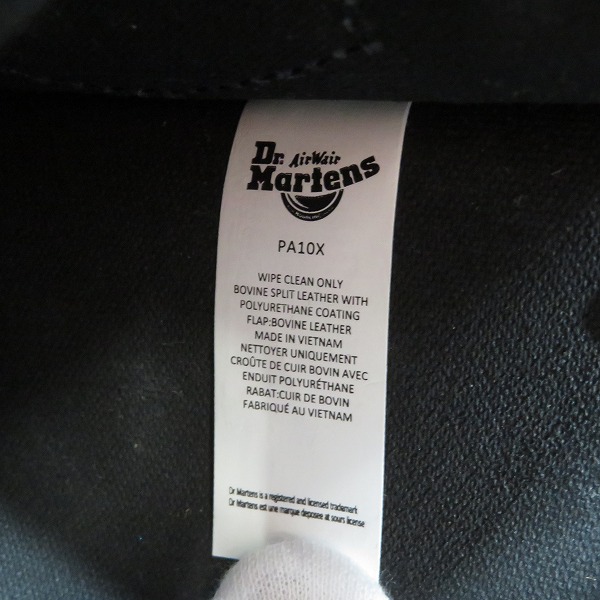 Dr. AirWair
Martens
PA10X
WIPE CLEAN ONLY
BOVINE SPLIT LEATHER WITH
POLYURETHANE COATING
FLAP:BOVINE LEATHER
MADE IN VIETNAM
NETTOYER UNIQUEMENT
CROÛTE DE CUIR BOVIN AVEC
ENDUIT POLYURÉTHANE
RABAT:CUIR DE BOVIN
FABRIQUÉ AU VIETNAM
Dr Martens is a registered and licensed trademark
Dr Martens est une marque deposee at sours license